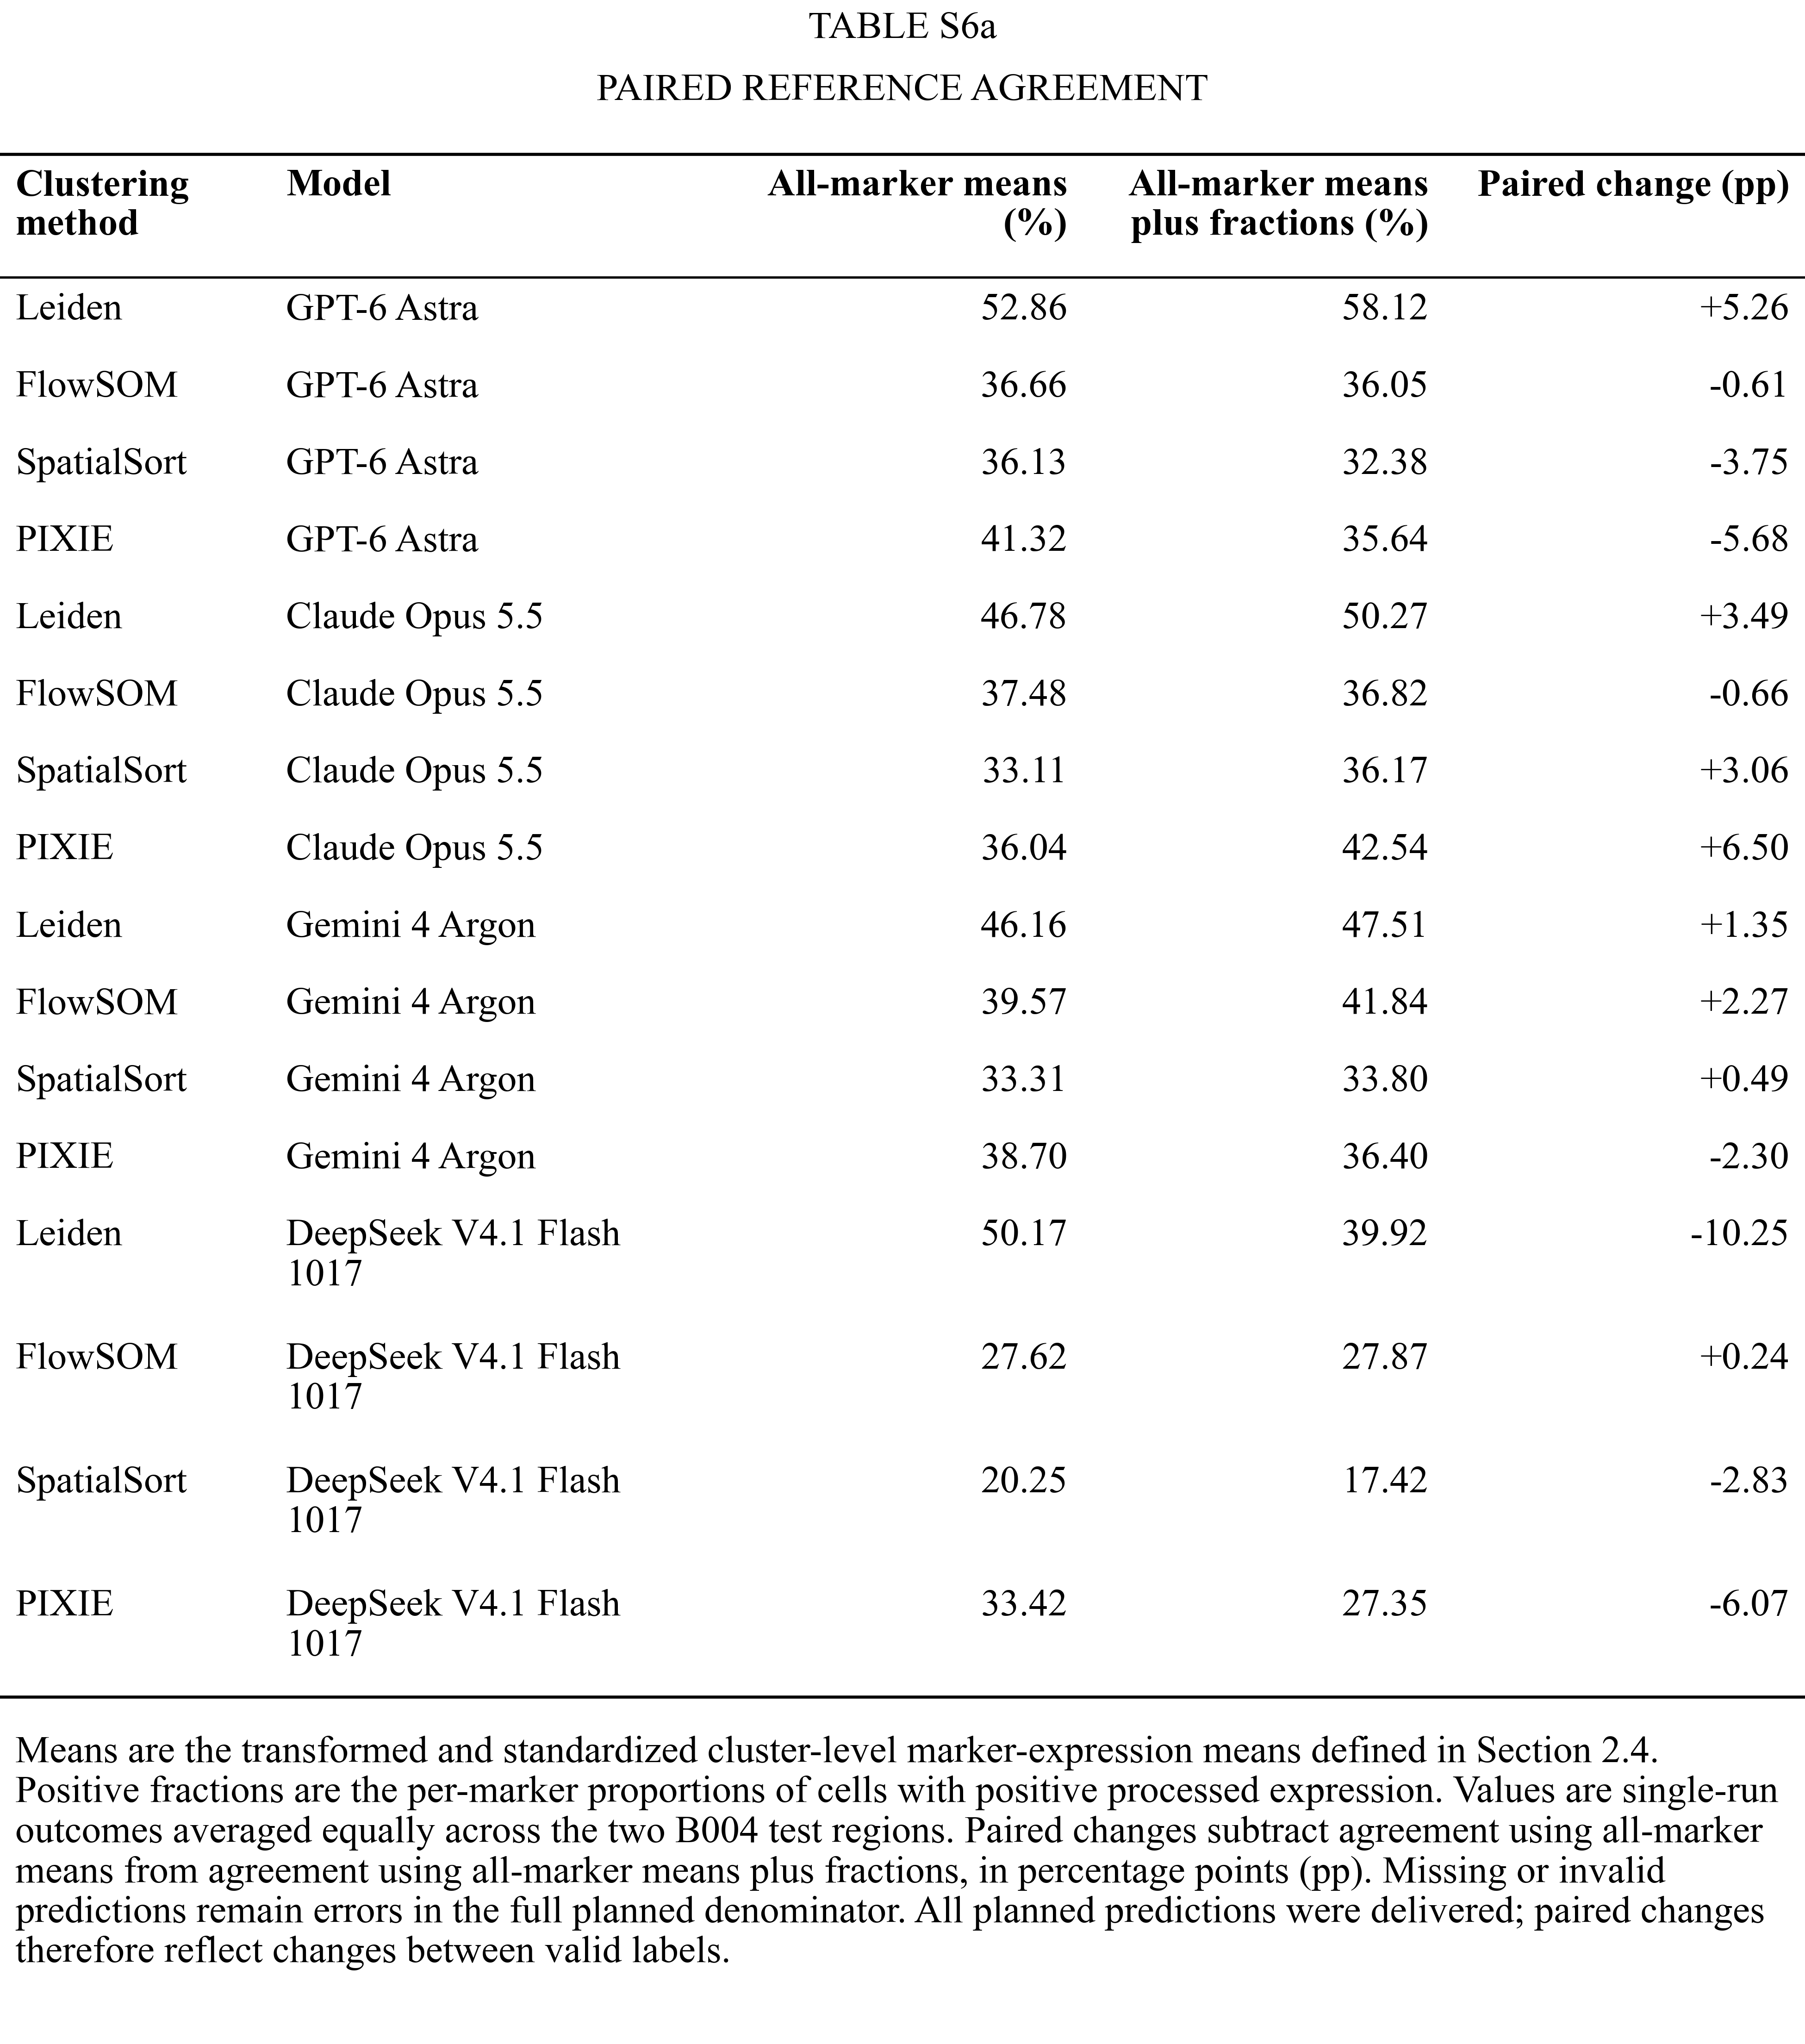 TABLE S6a
PAIRED REFERENCE AGREEMENT
Clustering method Model All-marker means (%) All-marker means plus fractions (%) Paired change (pp)
Leiden GPT-6 Astra 52.86 58.12 +5.26
FlowSOM GPT-6 Astra 36.66 36.05 -0.61
SpatialSort GPT-6 Astra 36.13 32.38 -3.75
PIXIE GPT-6 Astra 41.32 35.64 -5.68
Leiden Claude Opus 5.5 46.78 50.27 +3.49
FlowSOM Claude Opus 5.5 37.48 36.82 -0.66
SpatialSort Claude Opus 5.5 33.11 36.17 +3.06
PIXIE Claude Opus 5.5 36.04 42.54 +6.50
Leiden Gemini 4 Argon 46.16 47.51 +1.35
FlowSOM Gemini 4 Argon 39.57 41.84 +2.27
SpatialSort Gemini 4 Argon 33.31 33.80 +0.49
PIXIE Gemini 4 Argon 38.70 36.40 -2.30
Leiden DeepSeek V4.1 Flash 1017 50.17 39.92 -10.25
FlowSOM DeepSeek V4.1 Flash 1017 27.62 27.87 +0.24
SpatialSort DeepSeek V4.1 Flash 1017 20.25 17.42 -2.83
PIXIE DeepSeek V4.1 Flash 1017 33.42 27.35 -6.07
Means are the transformed and standardized cluster-level marker-expression means defined in Section 2.4.
Positive fractions are the per-marker proportions of cells with positive processed expression. Values are single-run
outcomes averaged equally across the two B004 test regions. Paired changes subtract agreement using all-marker
means from agreement using all-marker means plus fractions, in percentage points (pp). Missing or invalid
predictions remain errors in the full planned denominator. All planned predictions were delivered; paired changes
therefore reflect changes between valid labels.